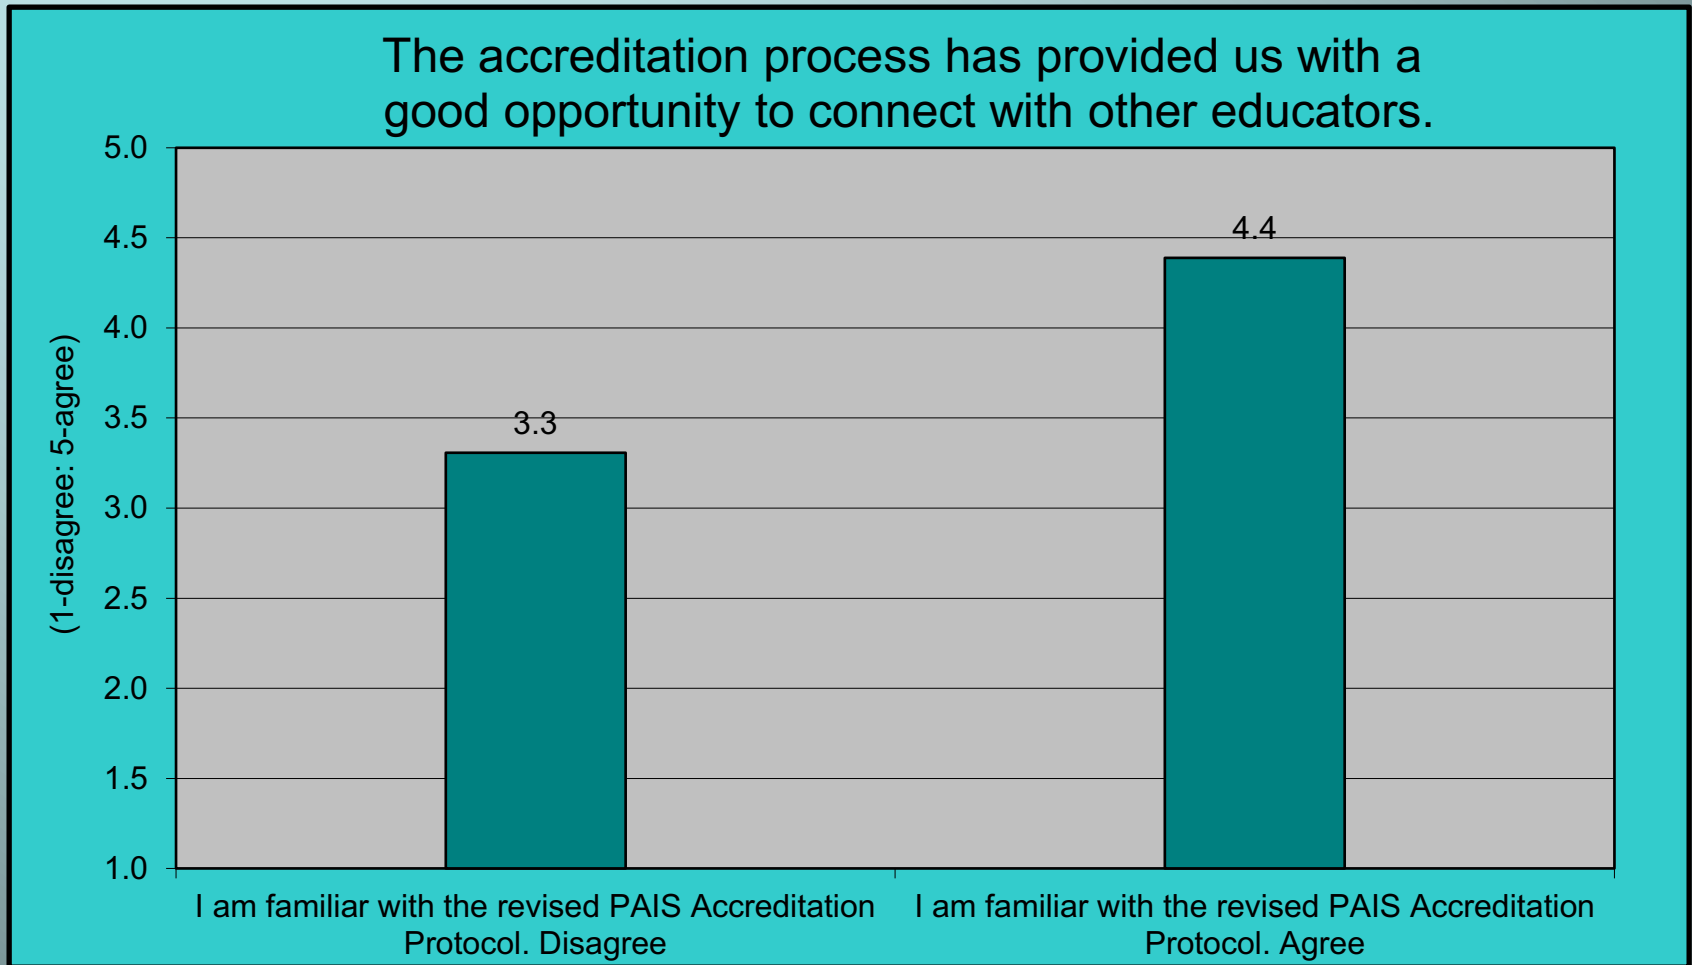 The accreditation process has provided us with a
good opportunity to connect with other educators.
5.0
4.5
4.0
3.5
3.0
2.5
2.0
1.5
1.0
(1-disagree: 5-agree)
3.3
4.4
I am familiar with the revised PAIS Accreditation
Protocol. Disagree
I am familiar with the revised PAIS Accreditation
Protocol. Agree